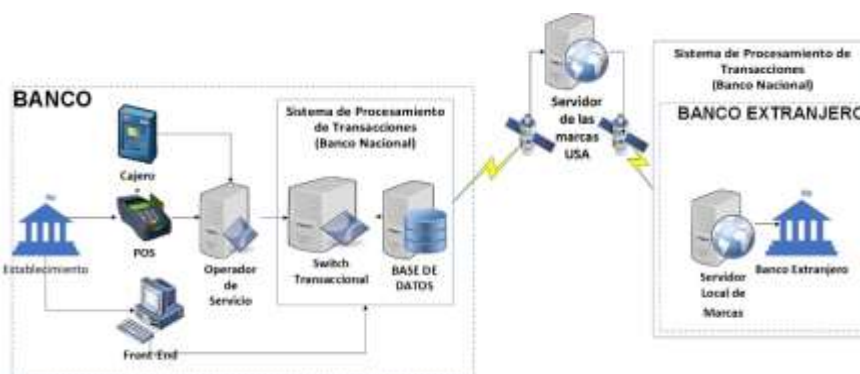 BANCO
Cajero
POS
Establecimiento
Front-End
Operador
de
Servicio
Sistema de Procesamiento
de Transacciones
(Banco Nacional)
Switch
Transaccional
BASE DE
DATOS
Servidor
de las
marcas
USA
Sistema de Procesamiento de
Transacciones
(Banco Nacional)
BANCO EXTRANJERO
Servidor
Local de
Marcas
Banco Extranjero